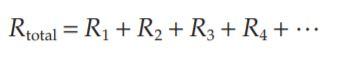 R_total = R_1 + R_2 + R_3 + R_4 + ⋯